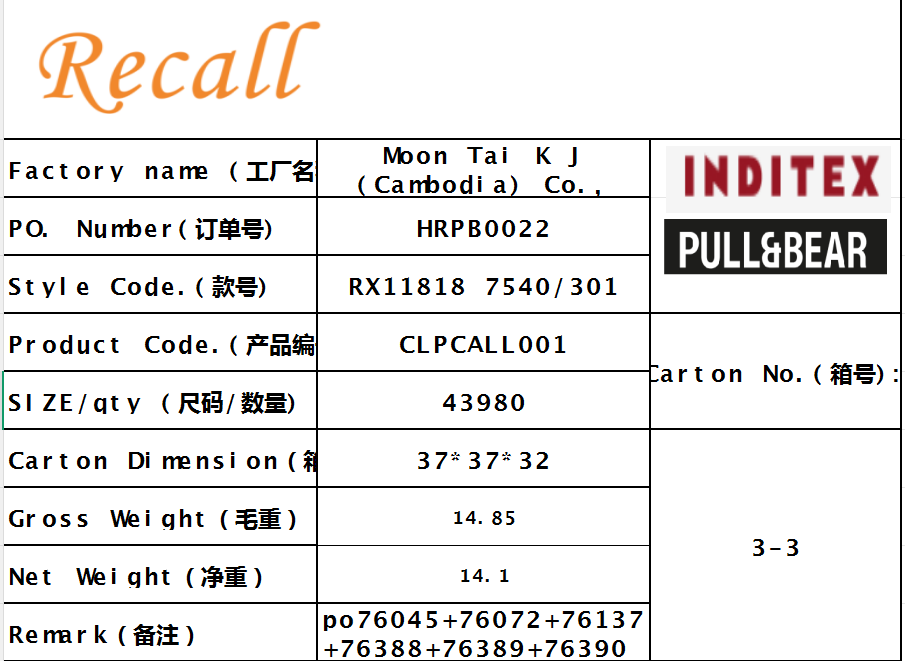 Recall
Factory name（工厂名
Moon Tai K J
(Cambodia) Co.,
INDITEX
PULL&BEAR
PO. Number(订单号)
HRPB0022
Style Code.(款号)
RX11818 7540/301
Product Code.(产品编
CLPCALL001
Carton No.(箱号):
SIZE/qty （尺码/数量)
43980
Carton Dimension(箱
37*37*32
Gross Weight(毛重)
14.85
3-3
Net Weight(净重)
14.1
Remark(备注)
po76045+76072+76137
+76388+76389+76390